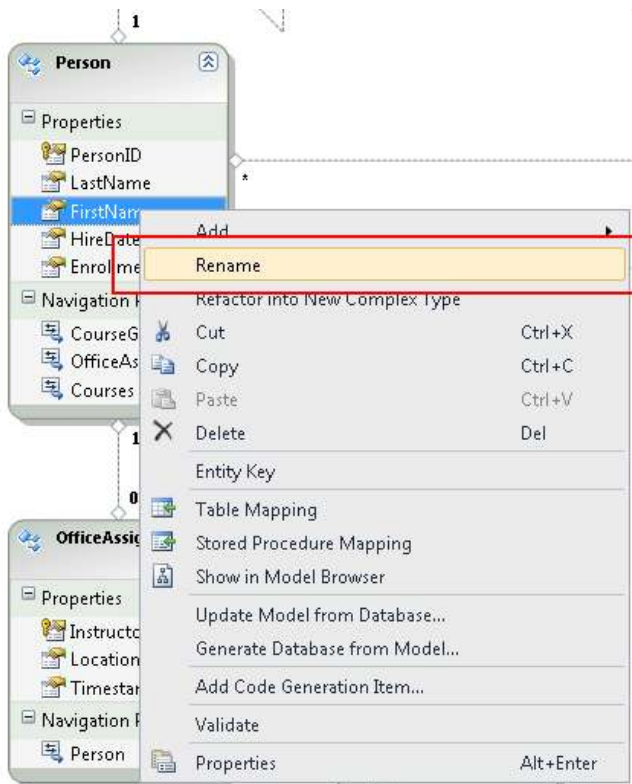 1
Person
Properties
PersonID
LastName
*
FirstNam
HireDate
Enrollme
Navigation P
CourseG
OfficeAs
Courses
Add
Rename
Refactor into New Complex Type
Cut Ctrl+X
Copy Ctrl+C
Paste Ctrl+V
Delete Del
Entity Key
Table Mapping
Stored Procedure Mapping
Show in Model Browser
Update Model from Database...
Generate Database from Model...
Add Code Generation Item...
Validate
Properties Alt+Enter
1
0
OfficeAssig
Properties
Instructo
Location
Timestar
Navigation P
Person